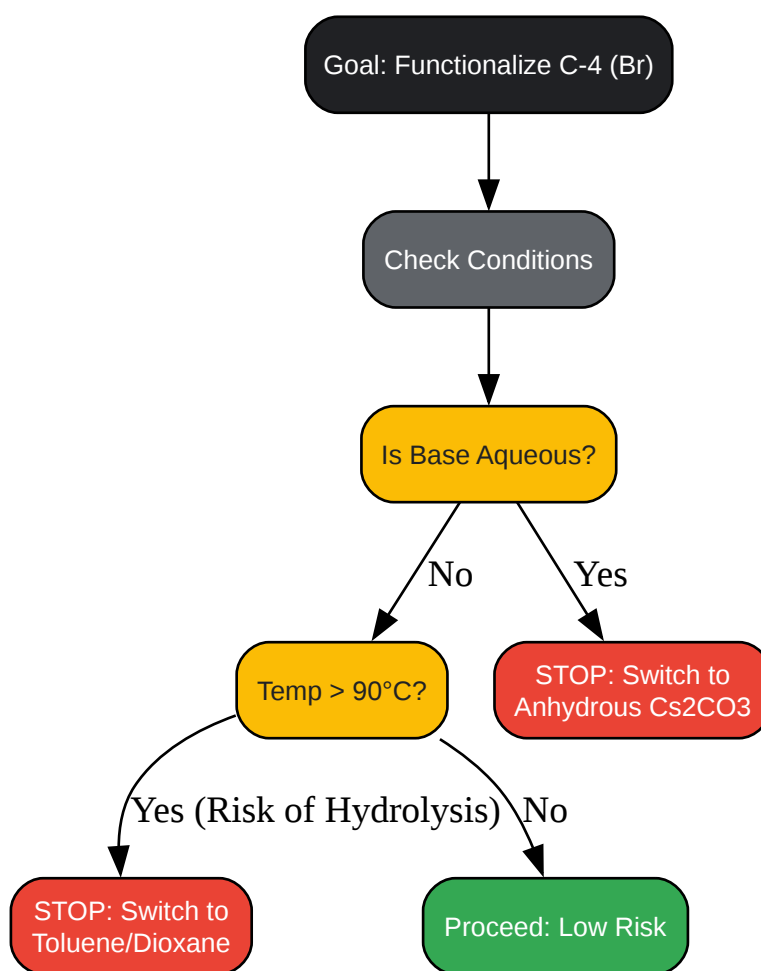 Goal: Functionalize C-4 (Br)
Check Conditions
Is Base Aqueous?
No
Yes
Temp > 90°C?
STOP: Switch to
Anhydrous Cs2CO3
Yes (Risk of Hydrolysis)
No
STOP: Switch to
Toluene/Dioxane
Proceed: Low Risk